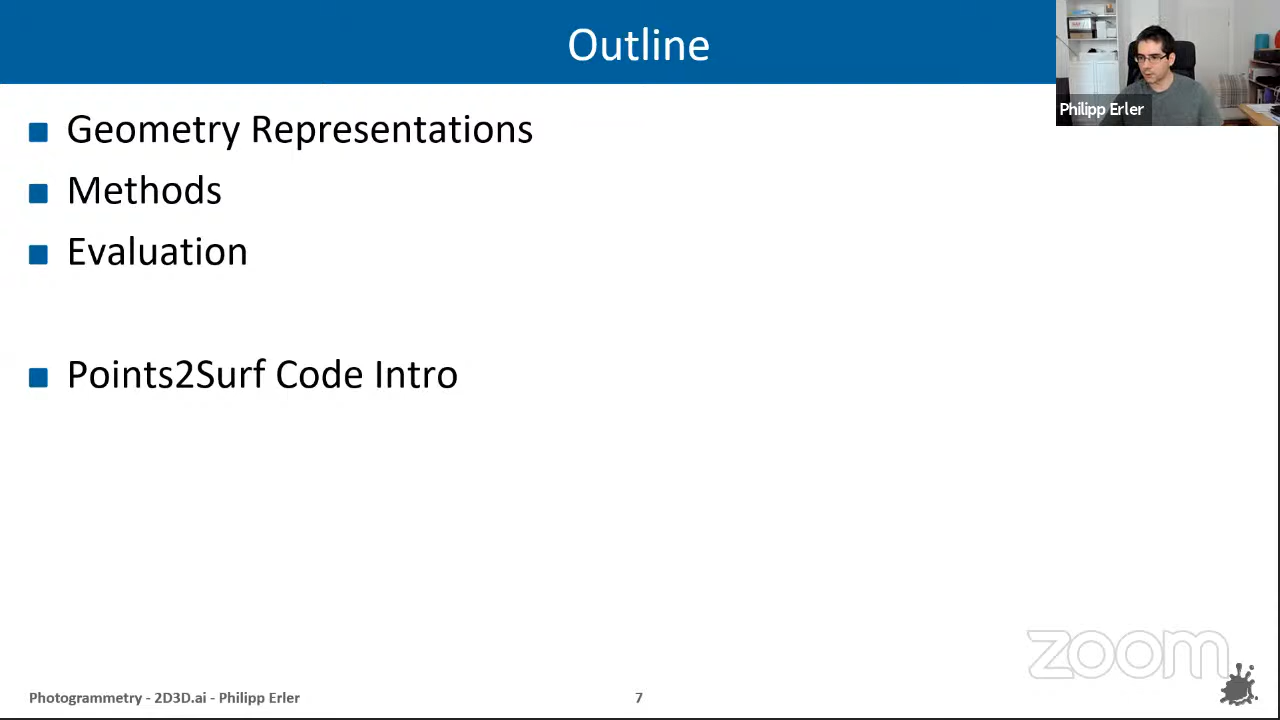 Outline
Philipp Erler
Geometry Representations
Methods
Evaluation
Points2Surf Code Intro
zoom
Photogrammetry - 2D3D.ai - Philipp Erler
7